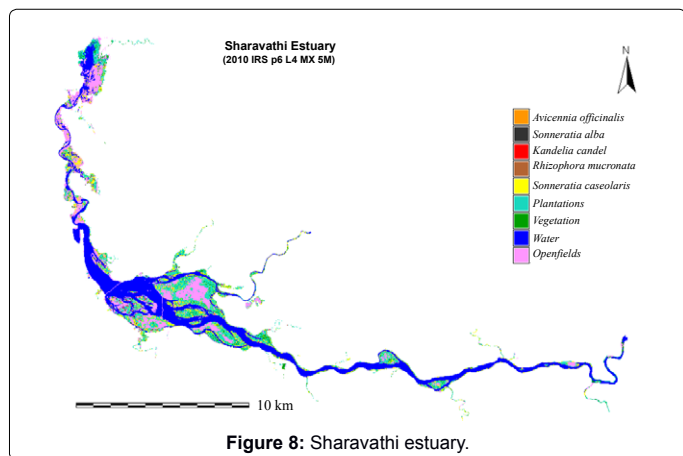 Sharavathi Estuary
(2010 IRS p6 L4 MX 5M)
N
Avicennia officinalis
Sonneratia alba
Kandelia candel
Rhizophora mucronata
Sonneratia caseolaris
Plantations
Vegetation
Water
Openfields
10 km
Figure 8: Sharavathi estuary.